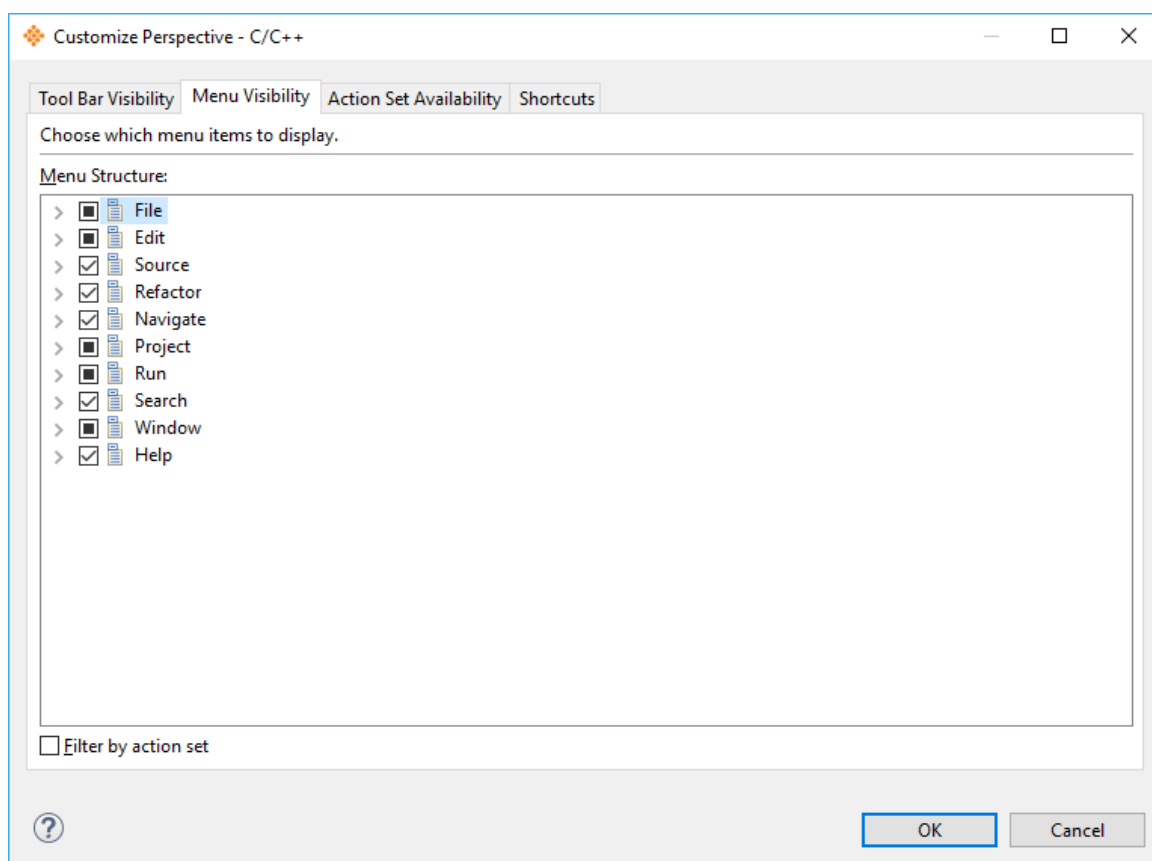 Customize Perspective - C/C++
Tool Bar Visibility Menu Visibility Action Set Availability Shortcuts
Choose which menu items to display.
Menu Structure:
File
Edit
Source
Refactor
Navigate
Project
Run
Search
Window
Help
Filter by action set
? OK Cancel